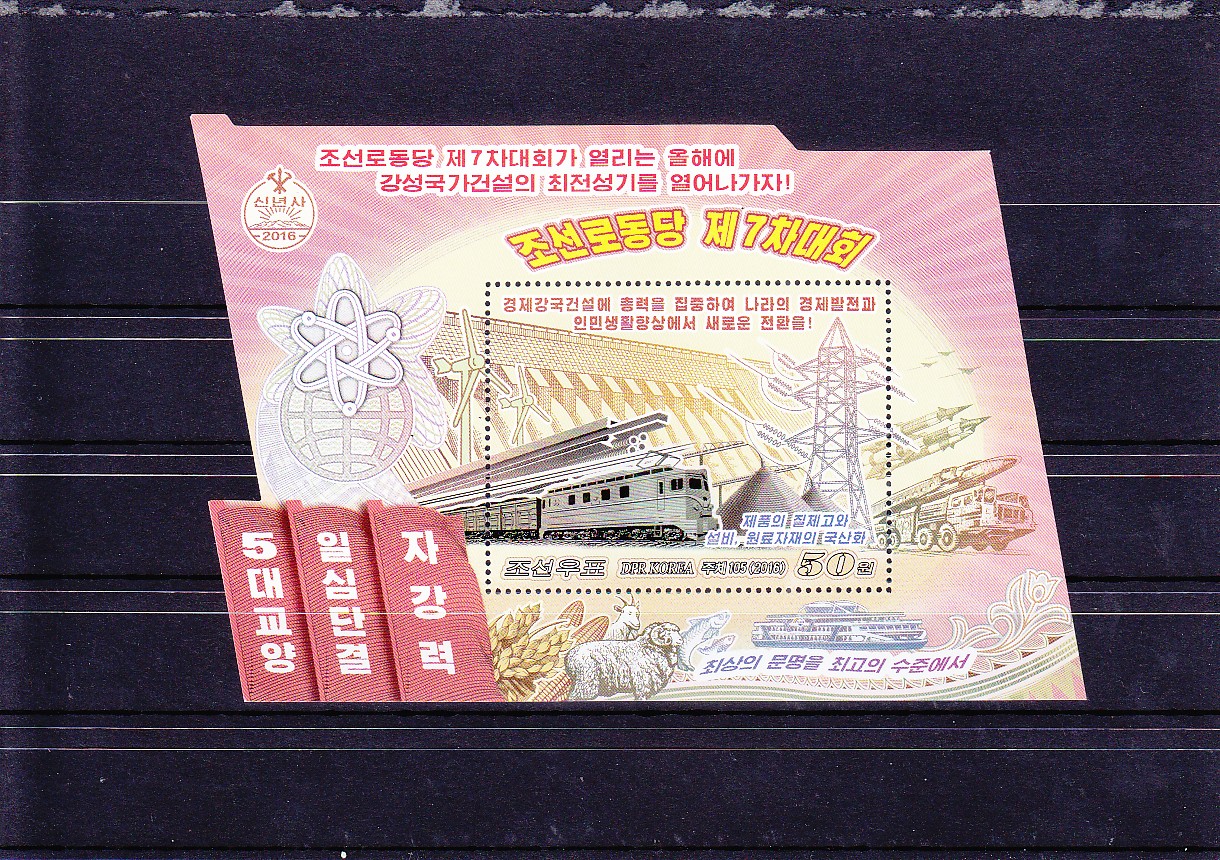 조선로동당 제7차대회가 열리는 올해에
강성국가건설의 최전성기를 열어나가자!
신년사
2016
조선로동당 제7차대회
경제강국건설에 총력을 집중하여 나라의 경제발전과
인민생활향상에서 새로운 전환을!
제품의 질제고와
설비, 원료자재의 국산화
조선우표 DPR KOREA 주체105 (2016) 50원
5대교양
일심단결
자강력
최상의 문명을 최고의 수준에서